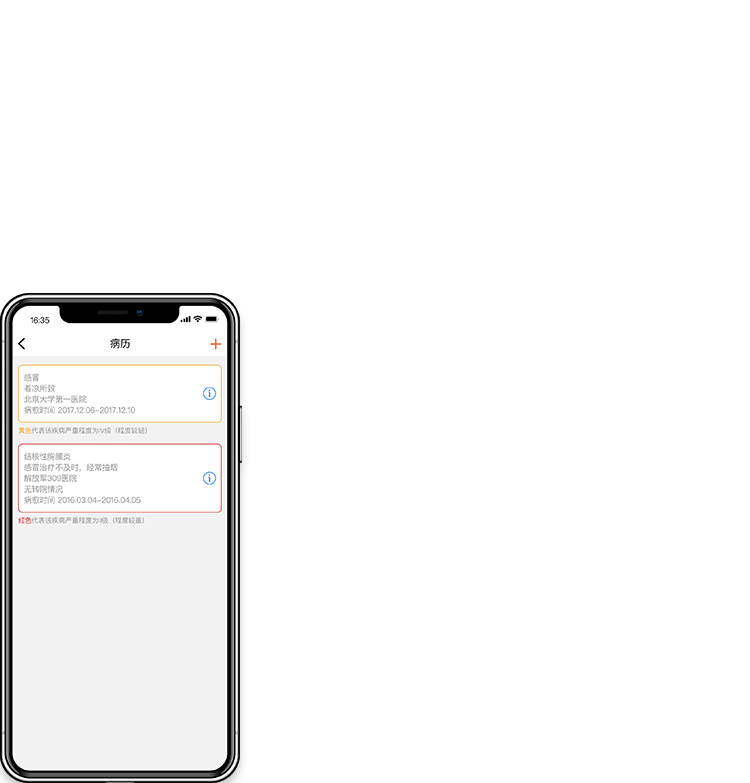 16:35
病历
感冒
着凉所致
北京大学第一医院
病愈时间 2017.12.06-2017.12.10
黄色代表该疾病严重程度为IV级（程度较轻）
结核性胸膜炎
感冒治疗不及时，经常抽烟
解放军309医院
无转院情况
病愈时间 2016.03.04-2016.04.05
红色代表该疾病严重程度为II级（程度较重）